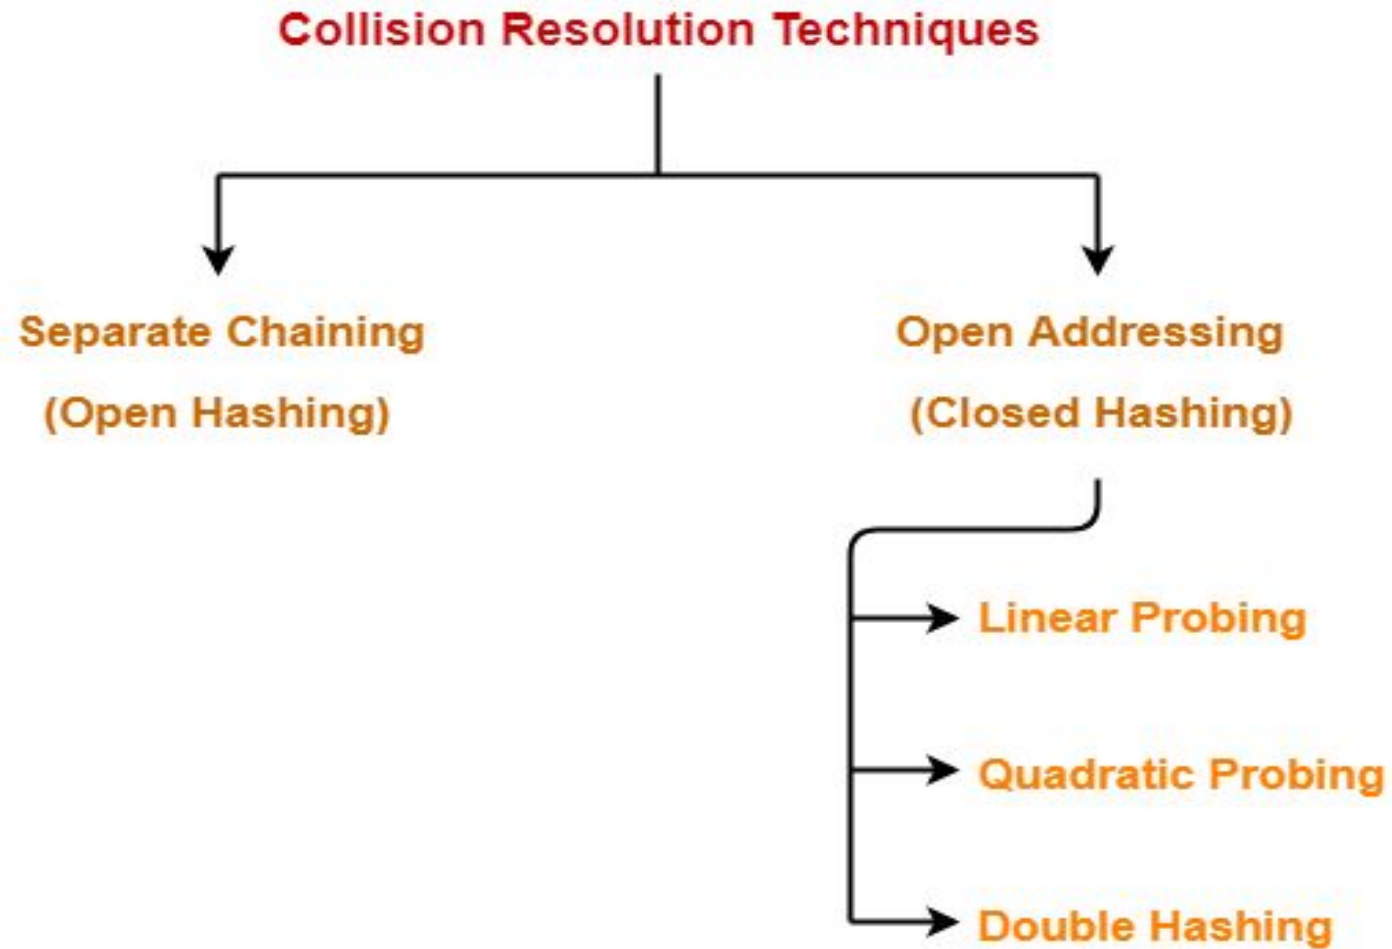 Collision Resolution Techniques
Separate Chaining
(Open Hashing)
Open Addressing
(Closed Hashing)
Linear Probing
Quadratic Probing
Double Hashing